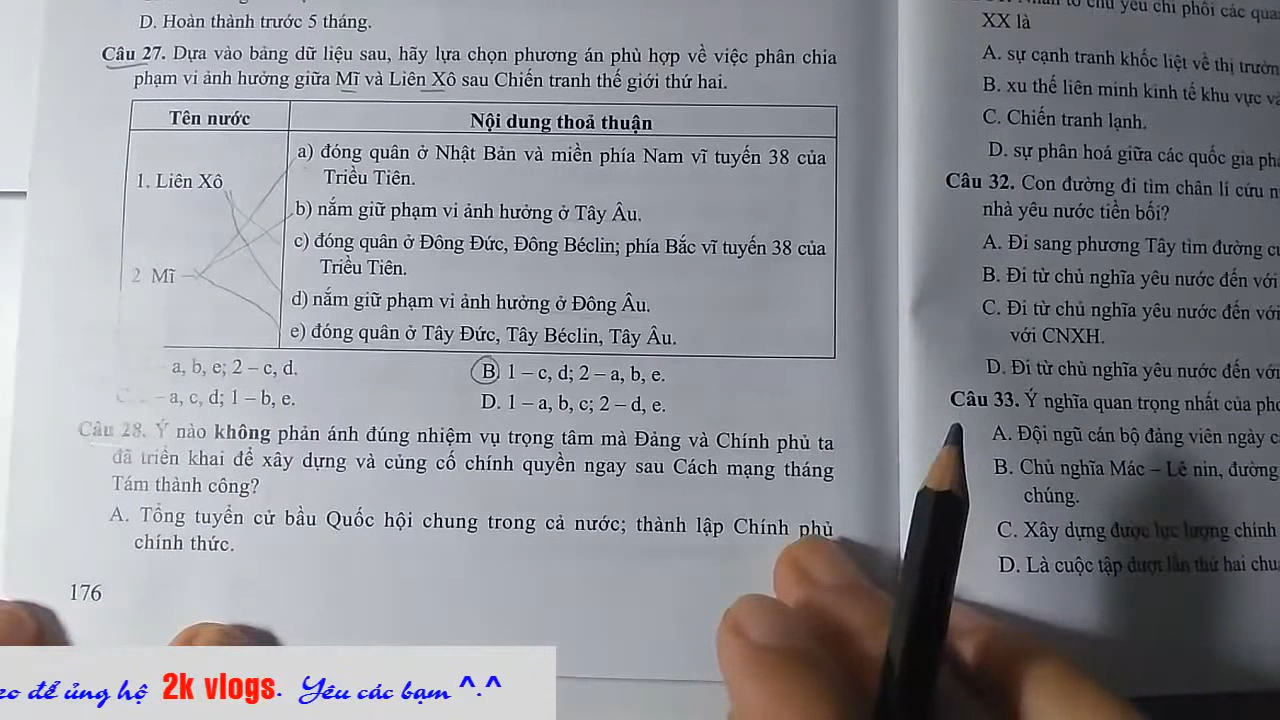 D. Hoàn thành trước 5 tháng.
Câu 27. Dựa vào bảng dữ liệu sau, hãy lựa chọn phương án phù hợp về việc phân chia
phạm vi ảnh hưởng giữa Mĩ và Liên Xô sau Chiến tranh thế giới thứ hai.
Tên nước
Nội dung thoả thuận
1. Liên Xô
2 Mĩ
a) đóng quân ở Nhật Bản và miền phía Nam vĩ tuyến 38 của
Triều Tiên.
b) nắm giữ phạm vi ảnh hưởng ở Tây Âu.
c) đóng quân ở Đông Đức, Đông Béclin; phía Bắc vĩ tuyến 38 của
Triều Tiên.
d) nắm giữ phạm vi ảnh hưởng ở Đông Âu.
e) đóng quân ở Tây Đức, Tây Béclin, Tây Âu.
a, b, e; 2 – c, d.
B. 1 – c, d; 2 – a, b, e.
– a, c, d; 1 – b, e.
D. 1 – a, b, c; 2 – d, e.
Câu 28. Ý nào không phản ánh đúng nhiệm vụ trọng tâm mà Đảng và Chính phủ ta
đã triển khai để xây dựng và củng cố chính quyền ngay sau Cách mạng tháng
Tám thành công?
A. Tổng tuyển cử bầu Quốc hội chung trong cả nước; thành lập Chính phủ
chính thức.
176
tố chủ yếu chi phối các qua
XX là
A. sự cạnh tranh khốc liệt về thị trườn
B. xu thế liên minh kinh tế khu vực
C. Chiến tranh lạnh.
D. sự phân hoá giữa các quốc gia
Câu 32. Con đường đi tìm chân lí cứu
nhà yêu nước tiền bối?
A. Đi sang phương Tây tìm đường
B. Đi từ chủ nghĩa yêu nước đến với
C. Đi từ chủ nghĩa yêu nước đến với
với CNXH.
D. Đi từ chủ nghĩa yêu nước đến với
Câu 33. Ý nghĩa quan trọng nhất của
A. Đội ngũ cán bộ đảng viên ngày
B. Chủ nghĩa Mác – Lê nin, đường
chúng.
C. Xây dựng được lực lượng chính
D. Là cuộc tập dượt lần thứ hai
để ủng hộ 2k vlogs. Yêu các bạm ^.^